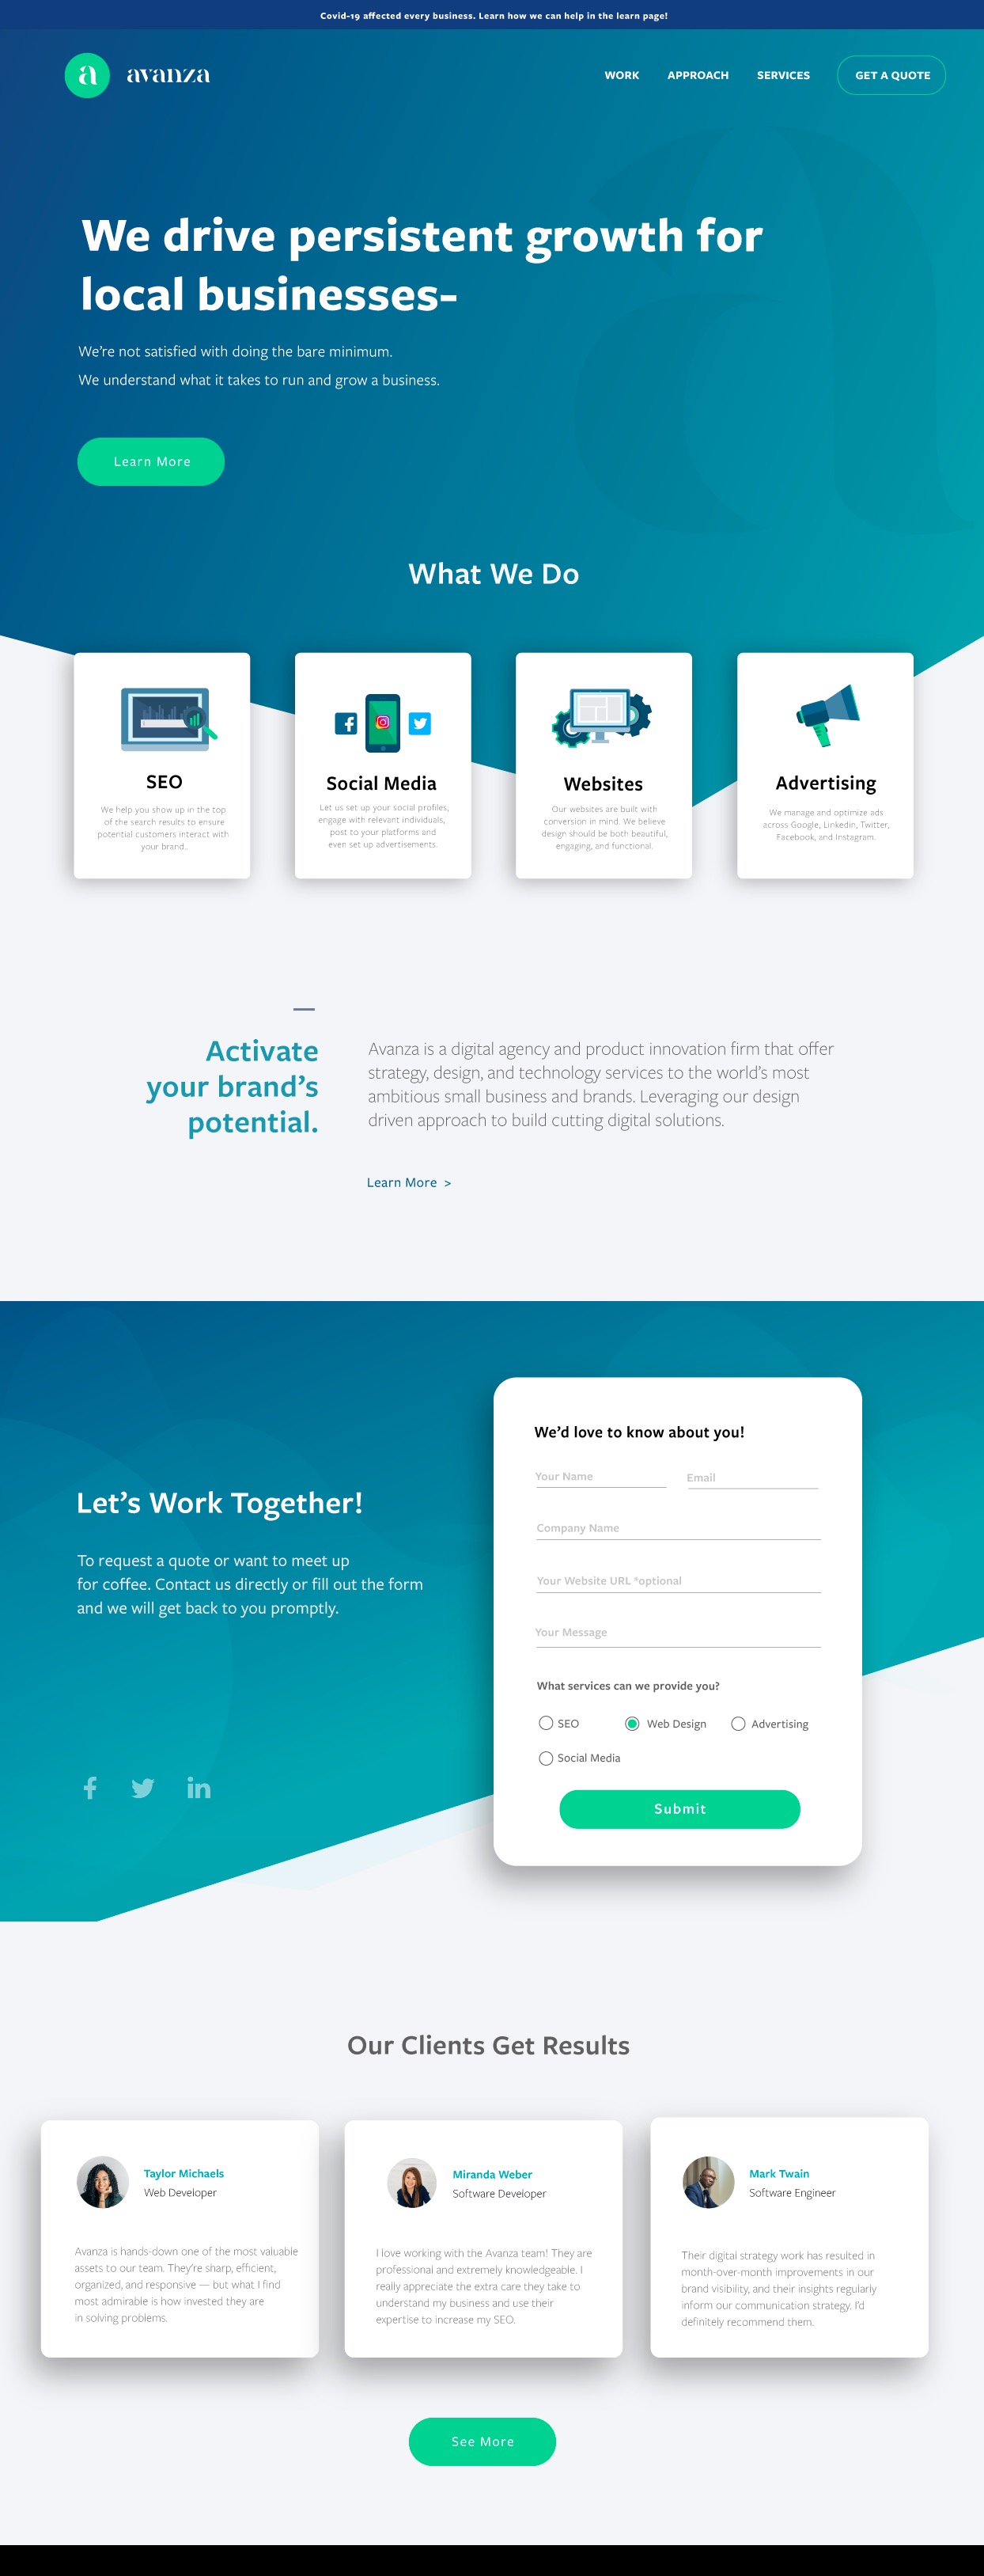 Covid-19 affected every business. Learn how we can help in the learn page!
a avanza
WORK APPROACH SERVICES GET A QUOTE
We drive persistent growth for
local businesses-
We're not satisfied with doing the bare minimum.
We understand what it takes to run and grow a business.
Learn More
What We Do
SEO
We help you show up in the top
of the search results to ensure
potential customers interact with
your brand..
Social Media
Let us set up your social profiles,
engage with relevant individuals,
post to your platforms and
even set up advertisements.
Websites
Our websites are built with
conversion in mind. We believe
design should be both beautiful,
engaging, and functional.
Advertising
We manage and optimize ads
across Google, Linkedin, Twitter,
Facebook, and Instagram.
Activate
your brand's
potential.
Avanza is a digital agency and product innovation firm that offer
strategy, design, and technology services to the world's most
ambitious small business and brands. Leveraging our design
driven approach to build cutting digital solutions.
Learn More >
Let's Work Together!
To request a quote or want to meet up
for coffee. Contact us directly or fill out the form
and we will get back to you promptly.
We'd love to know about you!
Your Name Email
Company Name
Your Website URL *optional
Your Message
What services can we provide you?
SEO Web Design Advertising
Social Media
Submit
Our Clients Get Results
Taylor Michaels
Web Developer
Avanza is hands-down one of the most valuable
assets to our team. They're sharp, efficient,
organized, and responsive — but what I find
most admirable is how invested they are
in solving problems.
Miranda Weber
Software Developer
I love working with the Avanza team! They are
professional and extremely knowledgeable. I
really appreciate the extra care they take to
understand my business and use their
expertise to increase my SEO.
Mark Twain
Software Engineer
Their digital strategy work has resulted in
month-over-month improvements in our
brand visibility, and their insights regularly
inform our communication strategy. I'd
definitely recommend them.
See More